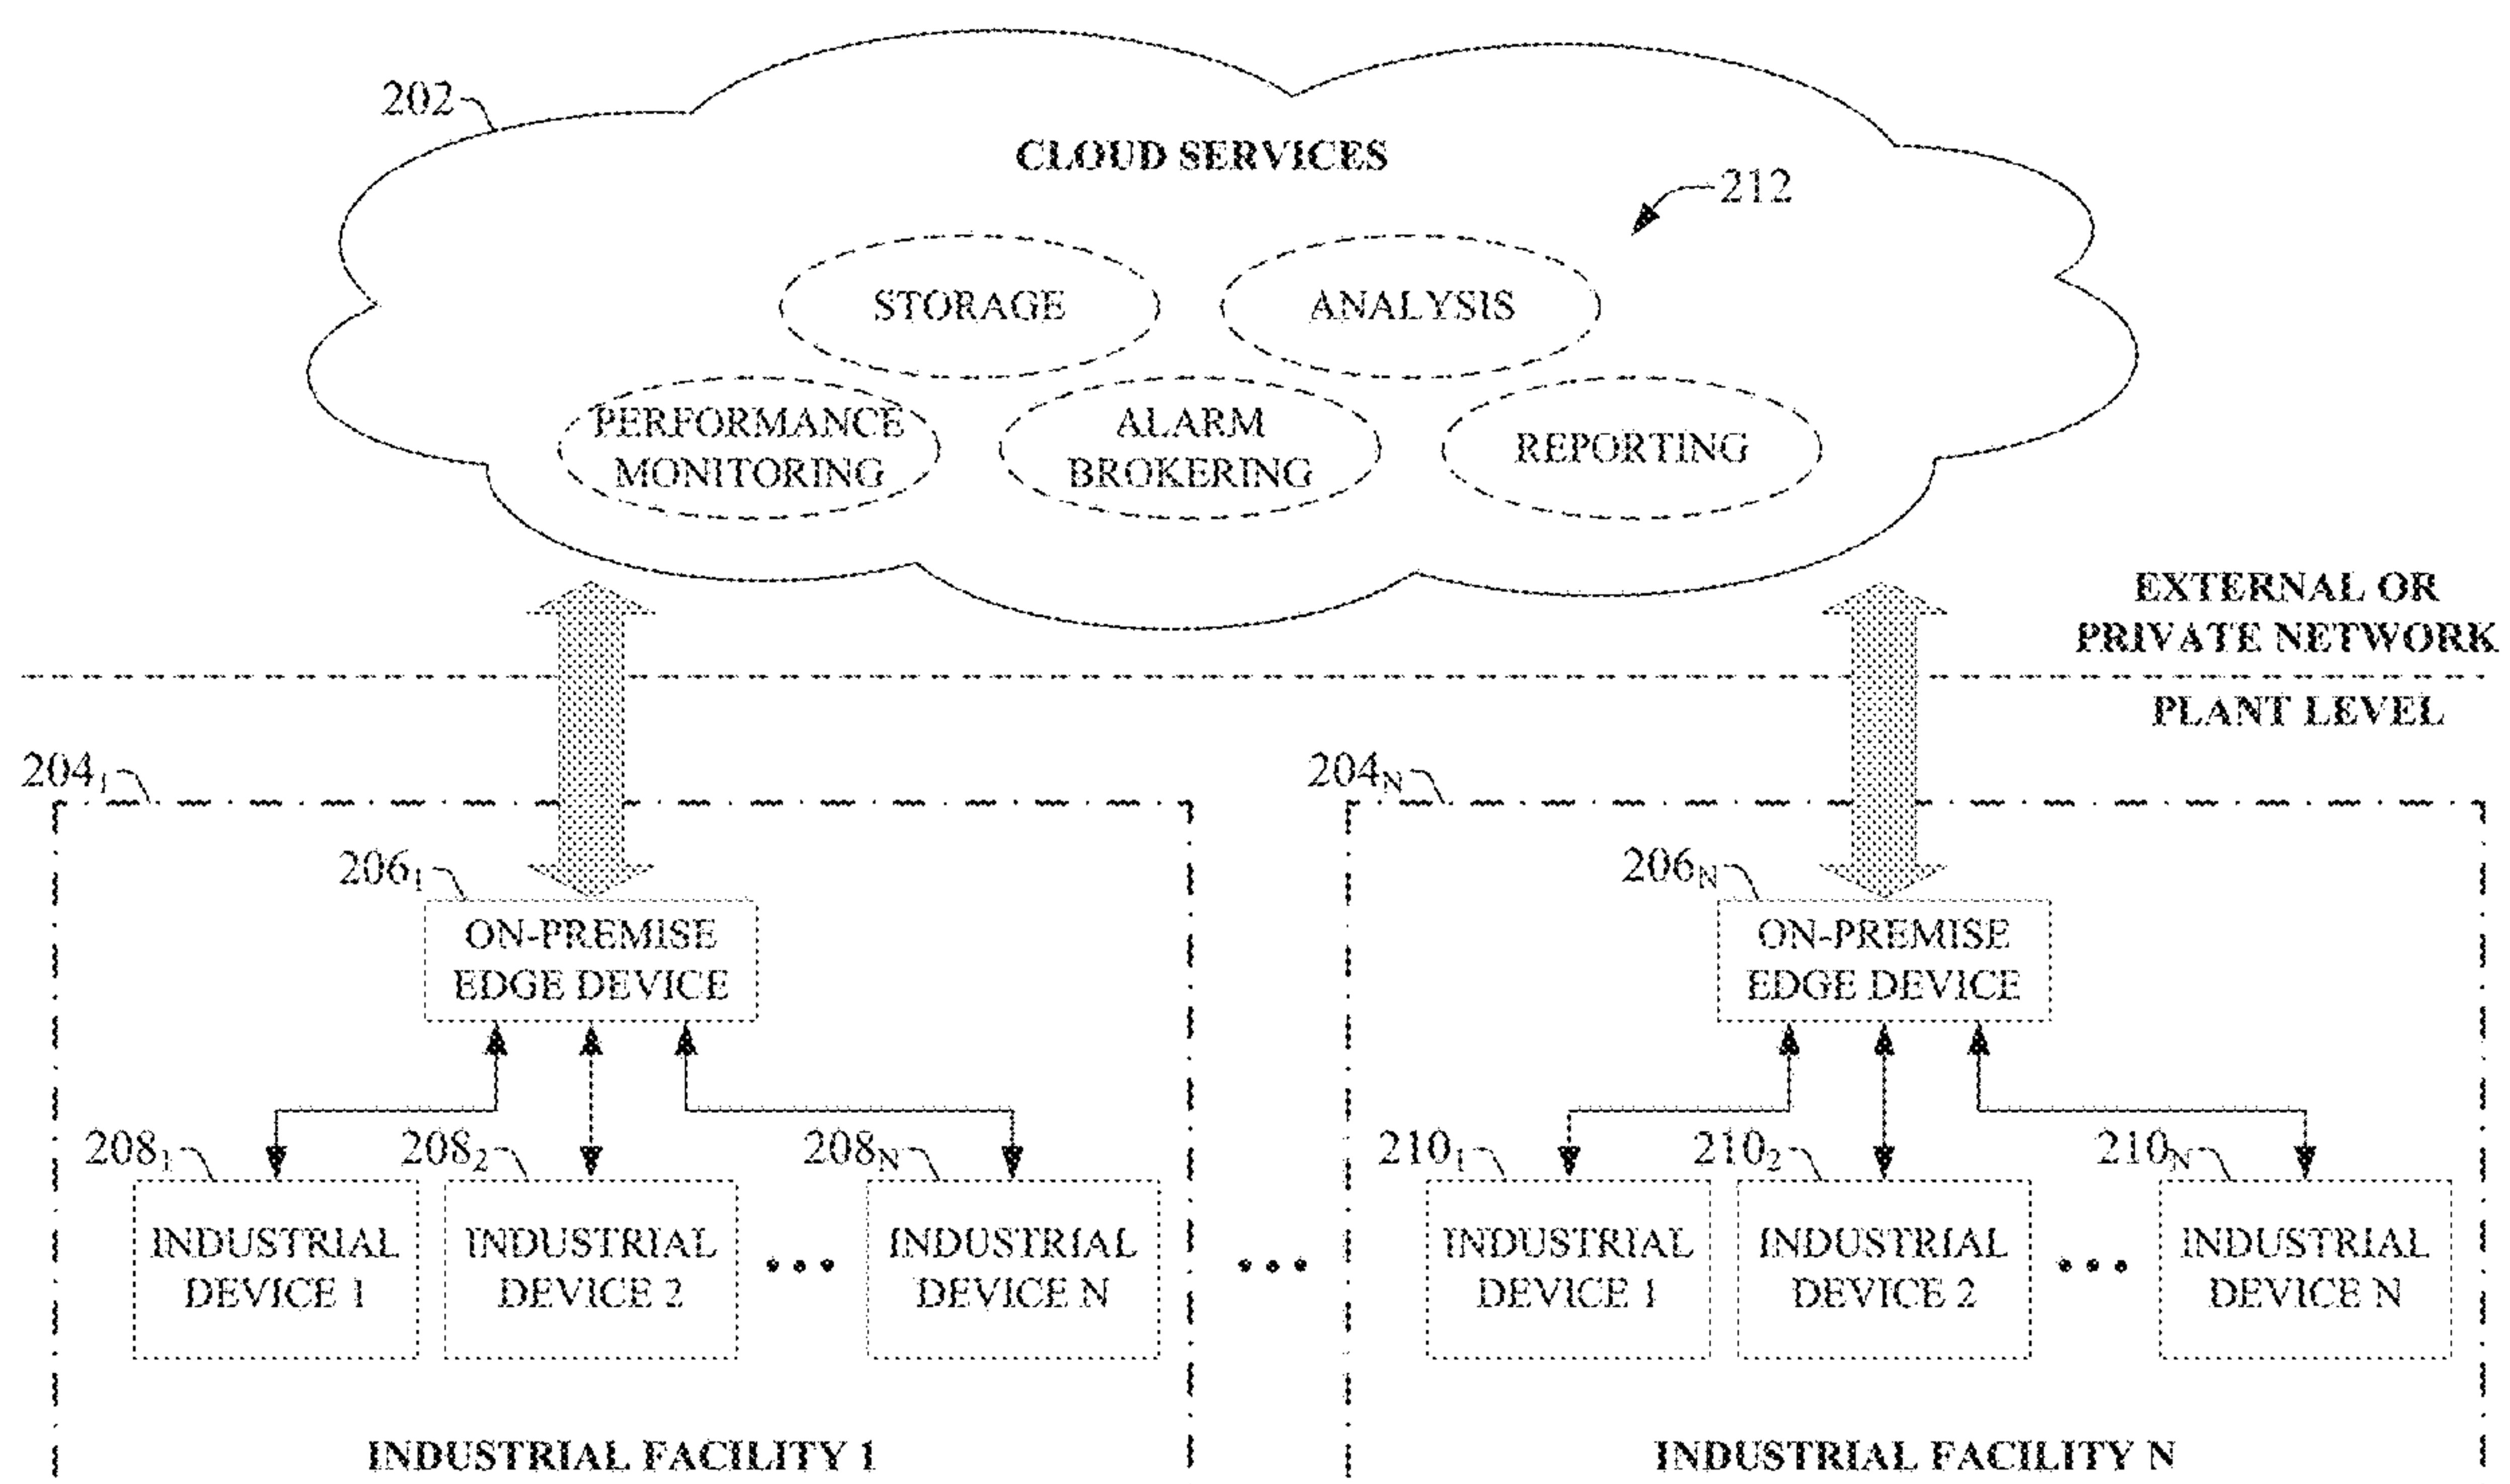 202
CLOUD SERVICES
212
STORAGE
ANALYSIS
PERFORMANCE
MONITORING
ALARM
BROKERING
REPORTING
EXTERNAL OR
PRIVATE NETWORK
PLANT LEVEL
204₁
204N
206₁
206N
ON-PREMISE
EDGE DEVICE
ON-PREMISE
EDGE DEVICE
208₁
208₂
208N
210₁
210₂
210N
INDUSTRIAL
DEVICE 1
INDUSTRIAL
DEVICE 2
•••
INDUSTRIAL
DEVICE N
•••
INDUSTRIAL
DEVICE 1
INDUSTRIAL
DEVICE 2
•••
INDUSTRIAL
DEVICE N
INDUSTRIAL FACILITY 1
INDUSTRIAL FACILITY N